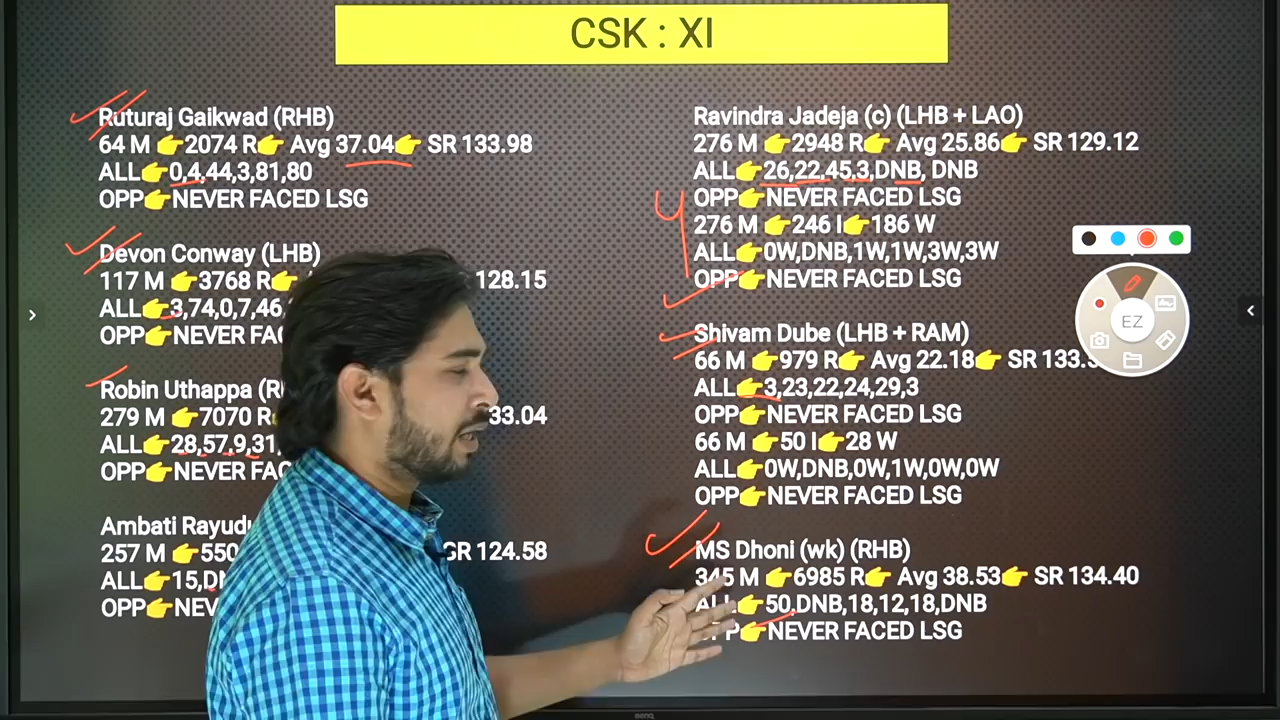 CSK : XI
Ruturaj Gaikwad (RHB)
64 M 👉2074 R👉 Avg 37.04👉 SR 133.98
ALL👉0,4,44,3,81,80
OPP👉NEVER FACED LSG
Devon Conway (LHB)
117 M 👉3768 R👉 128.15
ALL👉3,74,0,7,46,
OPP👉NEVER
Robin Uthappa
279 M 👉7070 33.04
ALL👉28,57,9,31,
OPP👉NEVER
Ambati
257 M 👉 SR 124.58
ALL👉15,
OPP👉
Ravindra Jadeja (c) (LHB + LAO)
276 M 👉2948 R👉 Avg 25.86👉 SR 129.12
ALL👉26,22,45,3,DNB, DNB
OPP👉NEVER FACED LSG
276 M 👉246 I👉186 W
ALL👉0W,DNB,1W,1W,3W,3W
OPP👉NEVER FACED LSG
Shivam Dube (LHB + RAM)
66 M 👉979 R👉 Avg 22.18👉 SR 133.
ALL👉3,23,22,24,29,3
OPP👉NEVER FACED LSG
66 M 👉50 I👉28 W
ALL👉0W,DNB,0W,1W,0W,0W
OPP👉NEVER FACED LSG
MS Dhoni (wk) (RHB)
345 M 👉6985 R👉 Avg 38.53👉 SR 134.40
ALL👉50,DNB,18,12,18,DNB
👉NEVER FACED LSG
EZ
BenQ